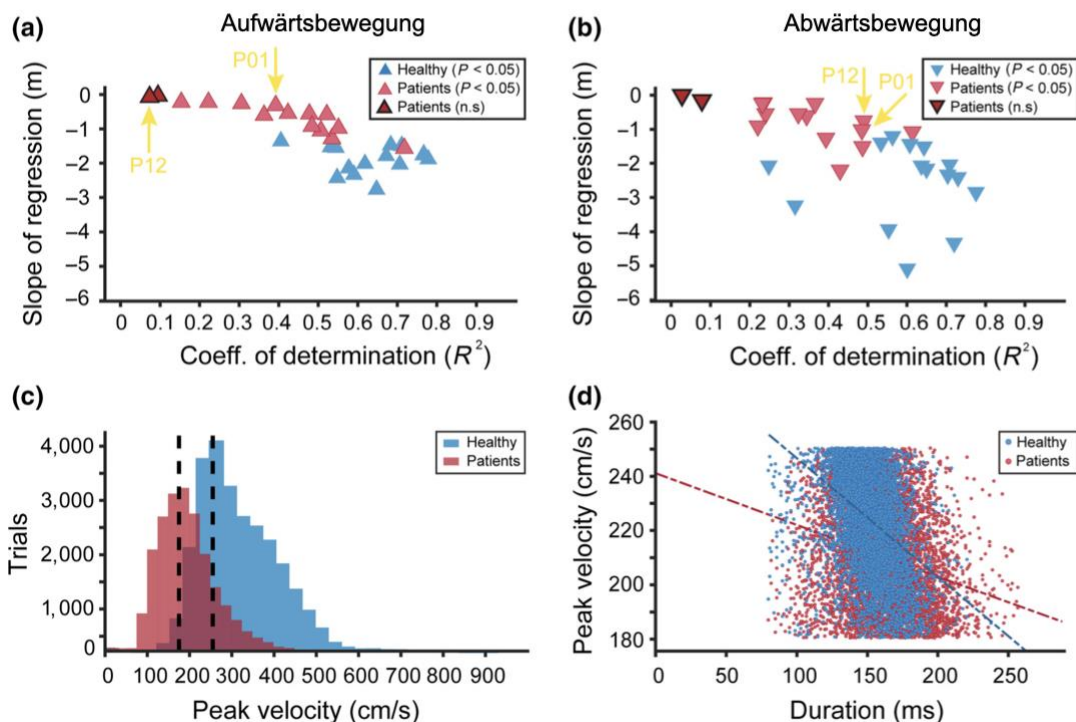 (a) Aufwärtsbewegung
Slope of regression (m)
0
–1
–2
–3
–4
–5
–6
P01
P12
Healthy (P < 0.05)
Patients (P < 0.05)
Patients (n.s)
0 0.1 0.2 0.3 0.4 0.5 0.6 0.7 0.8 0.9
Coeff. of determination (R²)
(b) Abwärtsbewegung
Slope of regression (m)
0
–1
–2
–3
–4
–5
–6
P12 P01
Healthy (P < 0.05)
Patients (P < 0.05)
Patients (n.s)
0 0.1 0.2 0.3 0.4 0.5 0.6 0.7 0.8 0.9
Coeff. of determination (R²)
(c)
Trials
4,000
3,000
2,000
1,000
0
Healthy
Patients
0 100 200 300 400 500 600 700 800 900
Peak velocity (cm/s)
(d)
Peak velocity (cm/s)
260
240
220
200
180
Healthy
Patients
0 50 100 150 200 250
Duration (ms)